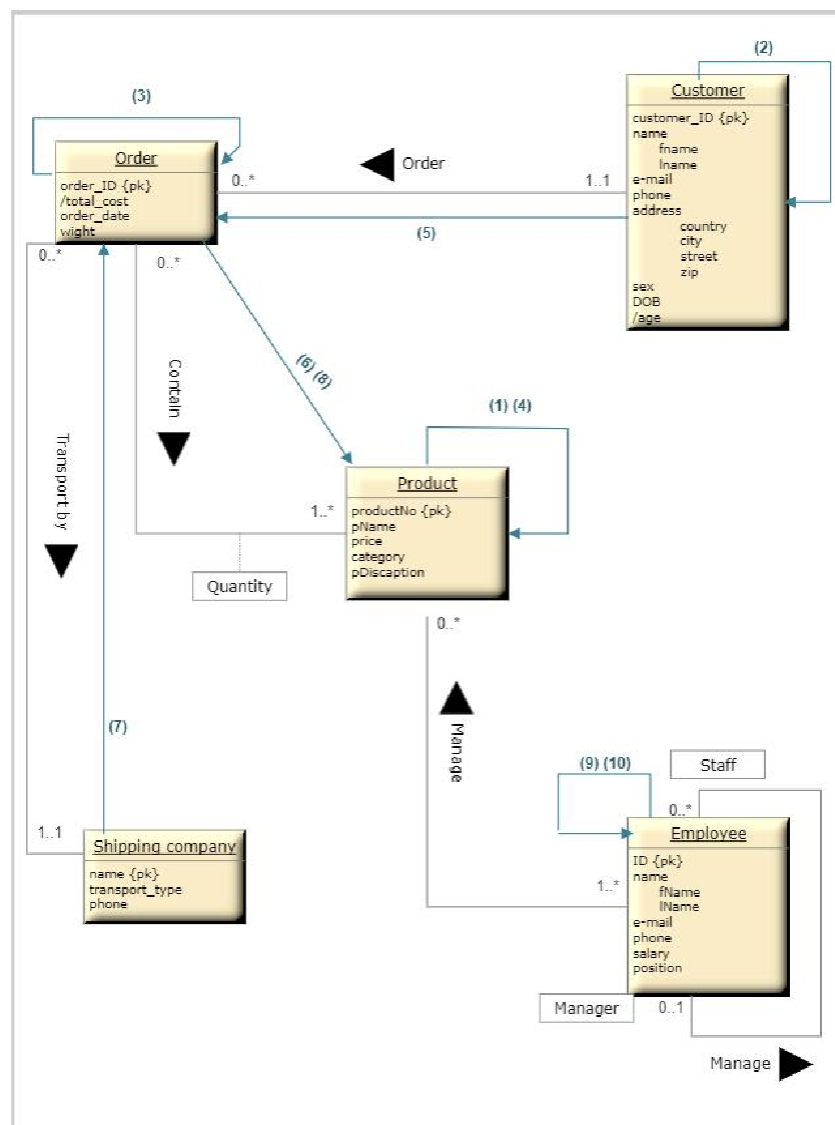 (2)
Customer
customer_ID {pk}
name
fname
lname
e-mail
phone
address
country
city
street
zip
sex
DOB
/age
(3)
Order
order_ID {pk}
/total_cost
order_date
wight
0..*
Order
1..1
(5)
0..*
0..*
Contain
(6) (8)
Transport by
(1) (4)
Product
productNo {pk}
pName
price
category
pDiscaption
1..*
Quantity
0..*
Manage
(7)
(9) (10)
Staff
0..*
1..1
Shipping company
name {pk}
transport_type
phone
Employee
ID {pk}
name
fName
lName
e-mail
phone
salary
position
1..*
Manager
0..1
Manage